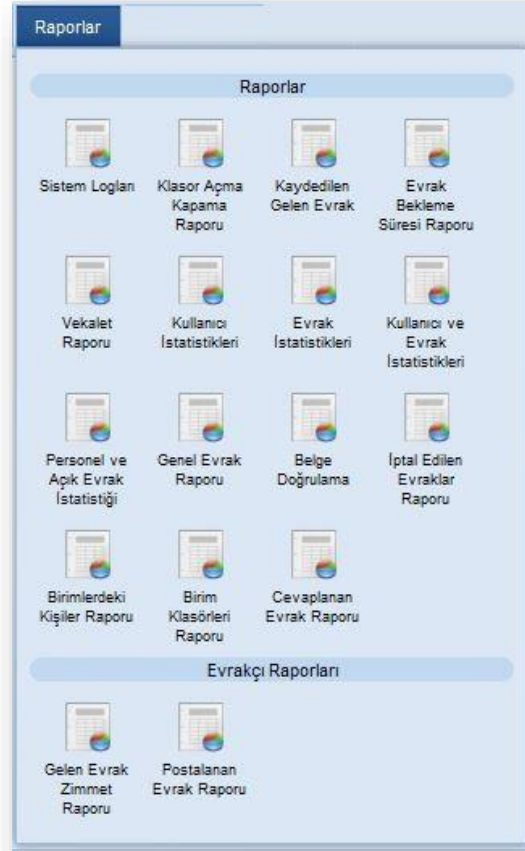 Raporlar
Raporlar
Sistem Logları
Klasor Açma
Kapama
Raporu
Kaydedilen
Gelen Evrak
Evrak
Bekleme
Süresi Raporu
Vekalet
Raporu
Kullanıcı
İstatistikleri
Evrak
İstatistikleri
Kullanıcı ve
Evrak
İstatistikleri
Personel ve
Açık Evrak
İstatistiği
Genel Evrak
Raporu
Belge
Doğrulama
İptal Edilen
Evraklar
Raporu
Birimlerdeki
Kişiler Raporu
Birim
Klasörleri
Raporu
Cevaplanan
Evrak Raporu
Evrakçı Raporları
Gelen Evrak
Zimmet
Raporu
Postalanan
Evrak Raporu